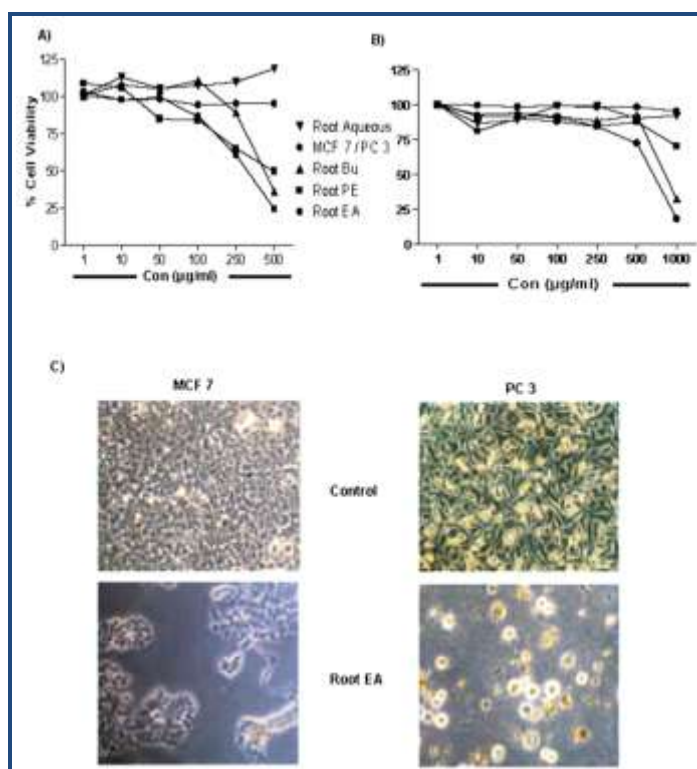 A)
125
100
75
50
25
0
% Cell Viability
1 10 50 100 250 500
Con (µg/ml)
Root Aqueous
MCF 7 / PC 3
Root Bu
Root PE
Root EA
B)
125
100
75
50
25
0
1 10 50 100 250 500 1000
Con (µg/ml)
C)
MCF 7
PC 3
Control
Root EA